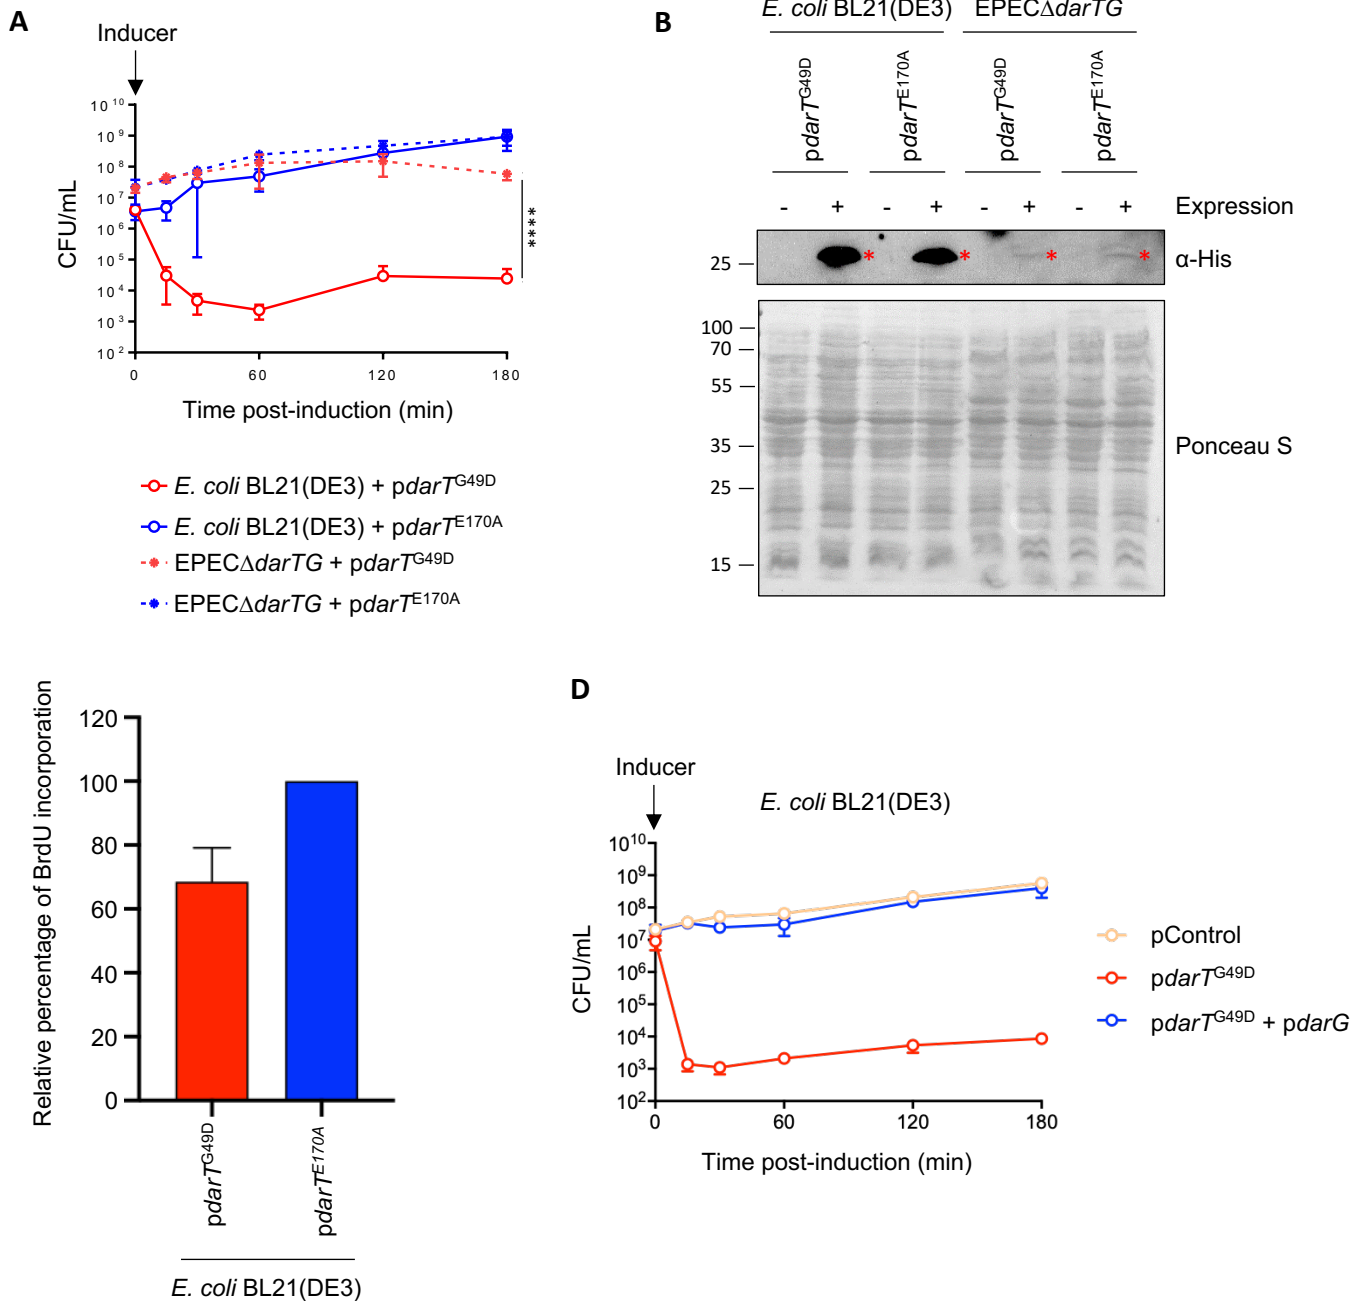 A
Inducer
CFU/mL
10^10
10^9
10^8
10^7
10^6
10^5
10^4
10^3
10^2
0 60 120 180
****
Time post-induction (min)
E. coli BL21(DE3) + pdarT^G49D
E. coli BL21(DE3) + pdarT^E170A
EPECΔdarTG + pdarT^G49D
EPECΔdarTG + pdarT^E170A
B
E. coli BL21(DE3) EPECΔdarTG
pdarT^G49D pdarT^E170A pdarT^G49D pdarT^E170A
- + - + - + - + Expression
25 * * * * α-His
100
70
55
35
25
15
Ponceau S
Relative percentage of BrdU incorporation
120
100
80
60
40
20
0
pdarT^G49D pdarT^E170A
E. coli BL21(DE3)
D
Inducer
E. coli BL21(DE3)
CFU/mL
10^10
10^9
10^8
10^7
10^6
10^5
10^4
10^3
10^2
0 60 120 180
Time post-induction (min)
pControl
pdarT^G49D
pdarT^G49D + pdarG